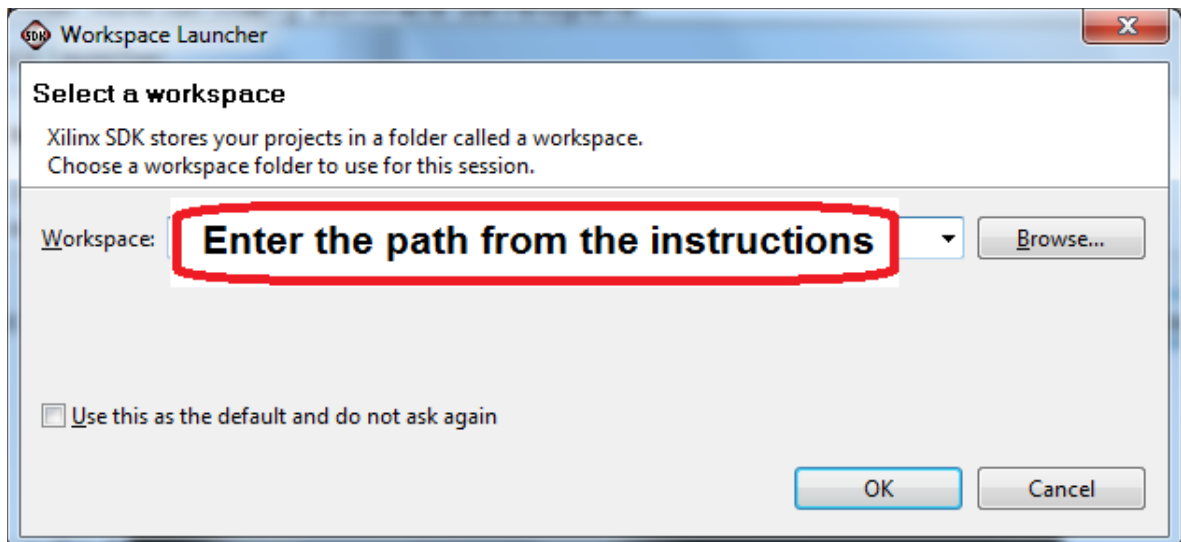 SDK Workspace Launcher
Select a workspace
Xilinx SDK stores your projects in a folder called a workspace.
Choose a workspace folder to use for this session.
Workspace: Enter the path from the instructions Browse...
Use this as the default and do not ask again
OK Cancel